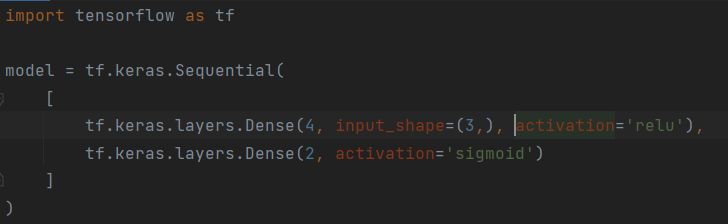 import tensorflow as tf
model = tf.keras.Sequential(
[
tf.keras.layers.Dense(4, input_shape=(3,), activation='relu'),
tf.keras.layers.Dense(2, activation='sigmoid')
]
)